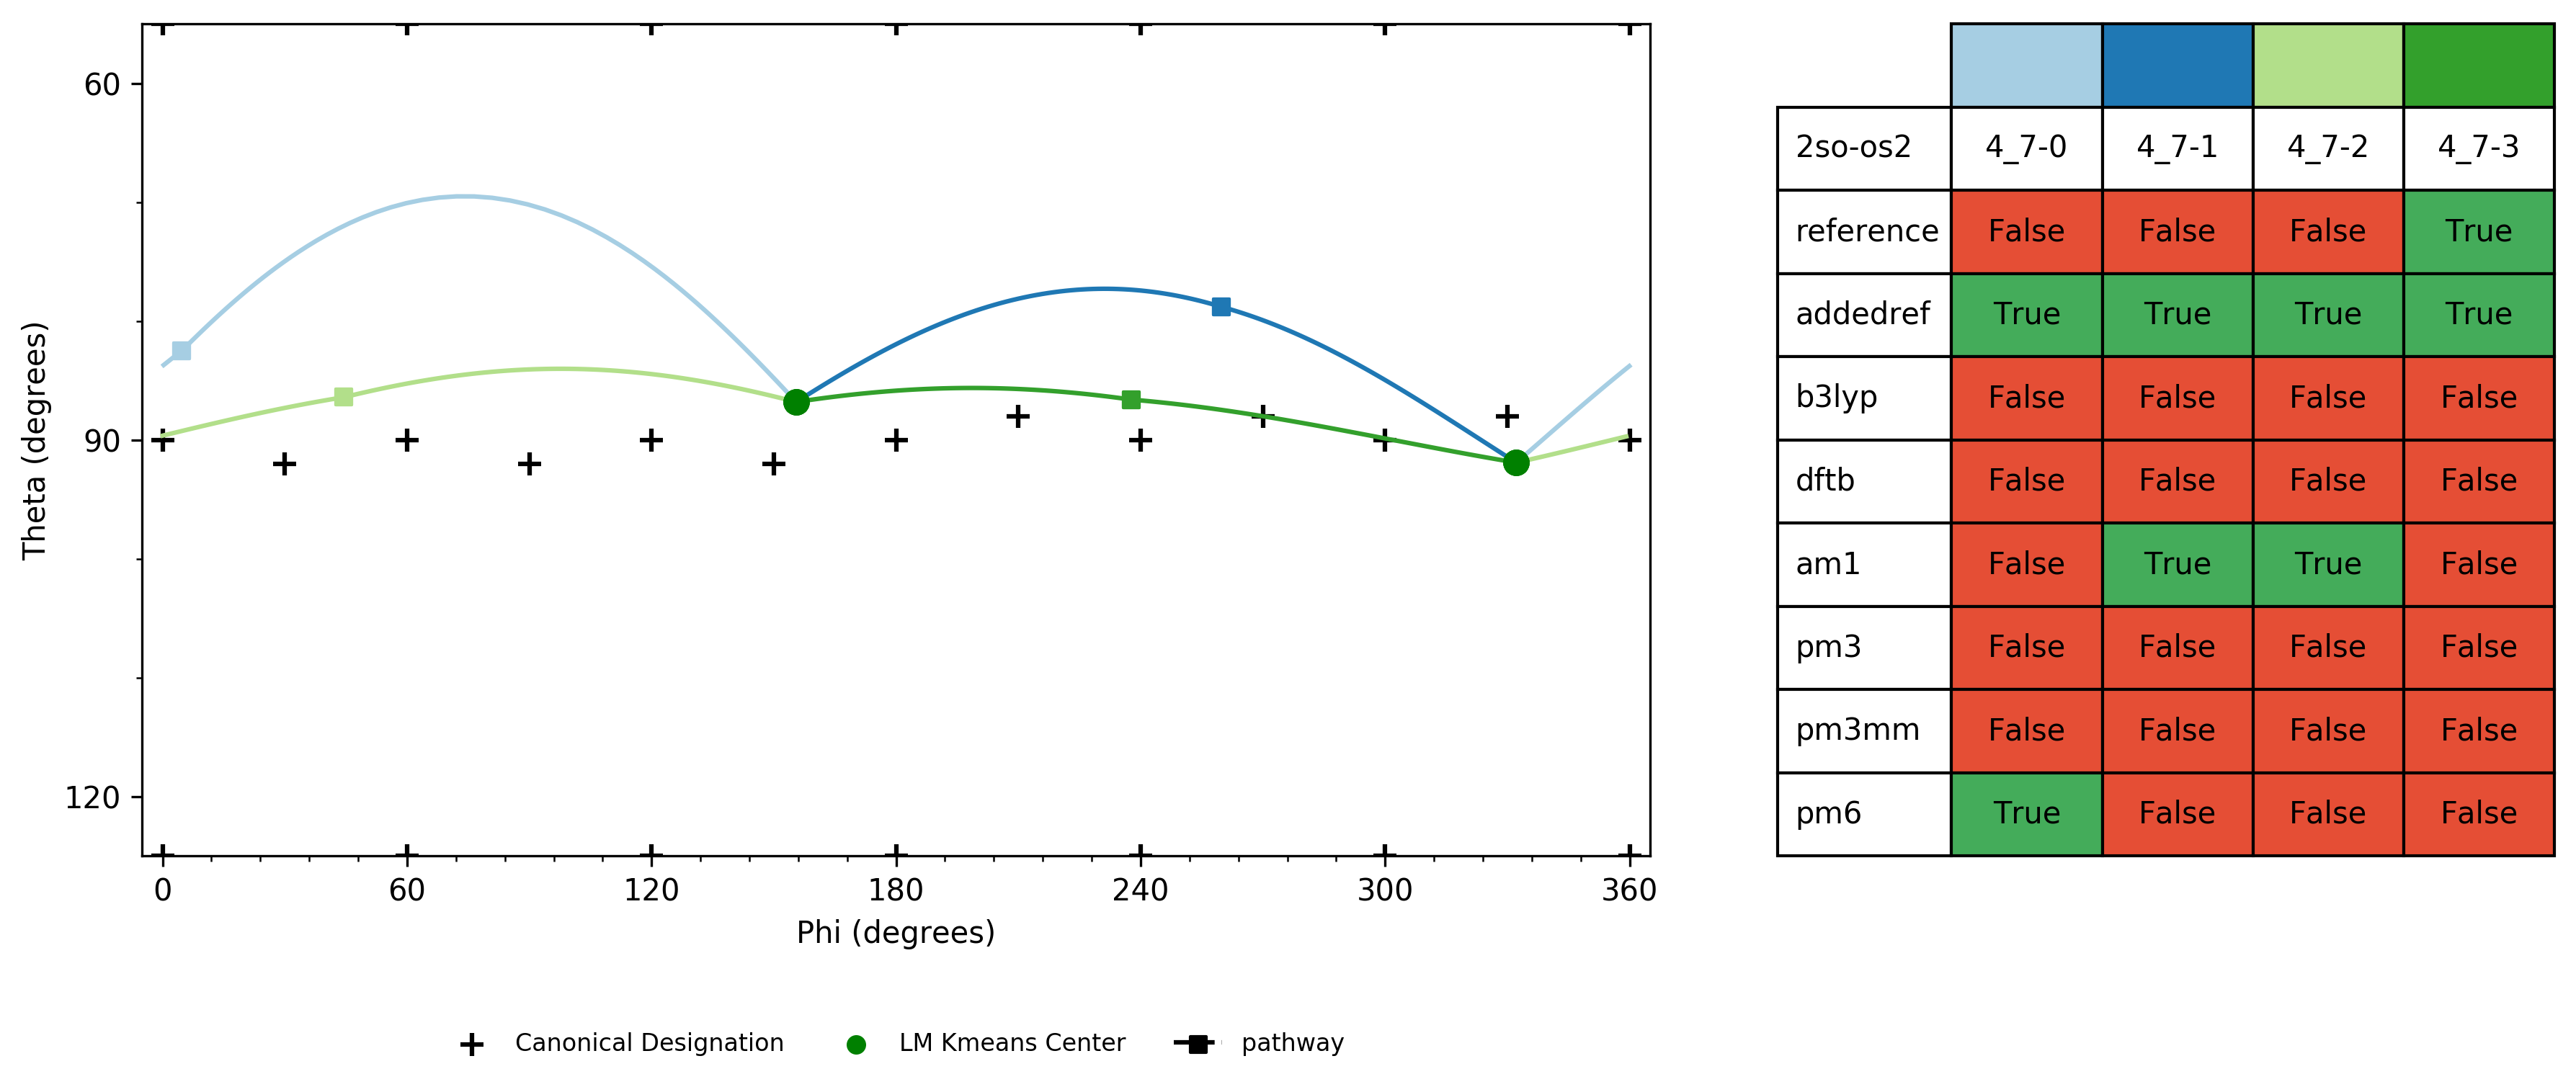 60
90
120
Theta (degrees)
0 60 120 180 240 300 360
Phi (degrees)
Canonical Designation LM Kmeans Center pathway
2so-os2 4_7-0 4_7-1 4_7-2 4_7-3
reference False False False True
addedref True True True True
b3lyp False False False False
dftb False False False False
am1 False True True False
pm3 False False False False
pm3mm False False False False
pm6 True False False False